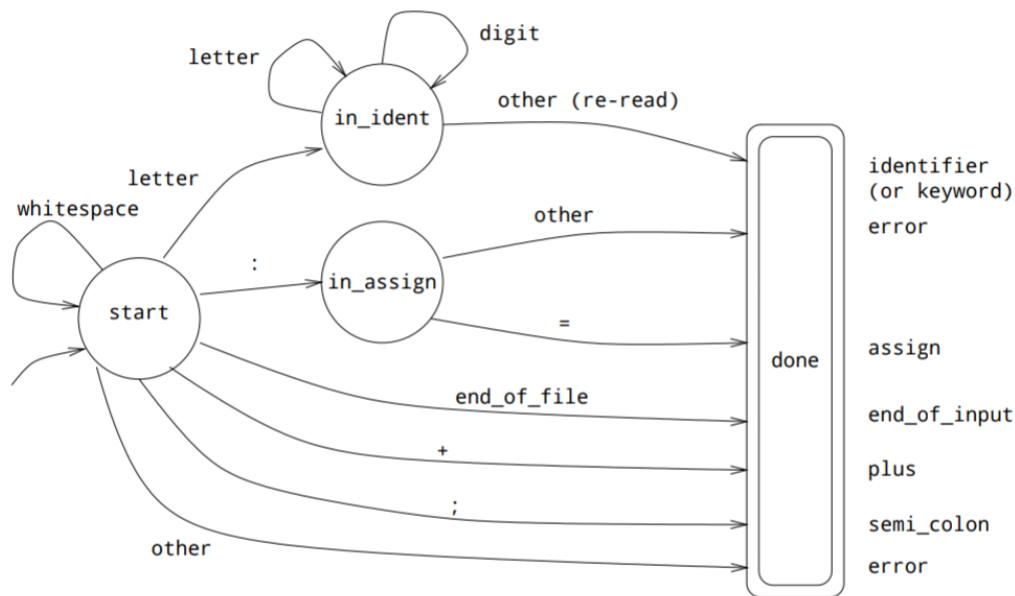 digit
letter
other (re-read)
in_ident
identifier
(or keyword)
letter
whitespace
other
error
:
in_assign
start
=
assign
done
end_of_file
end_of_input
+
plus
;
semi_colon
other
error